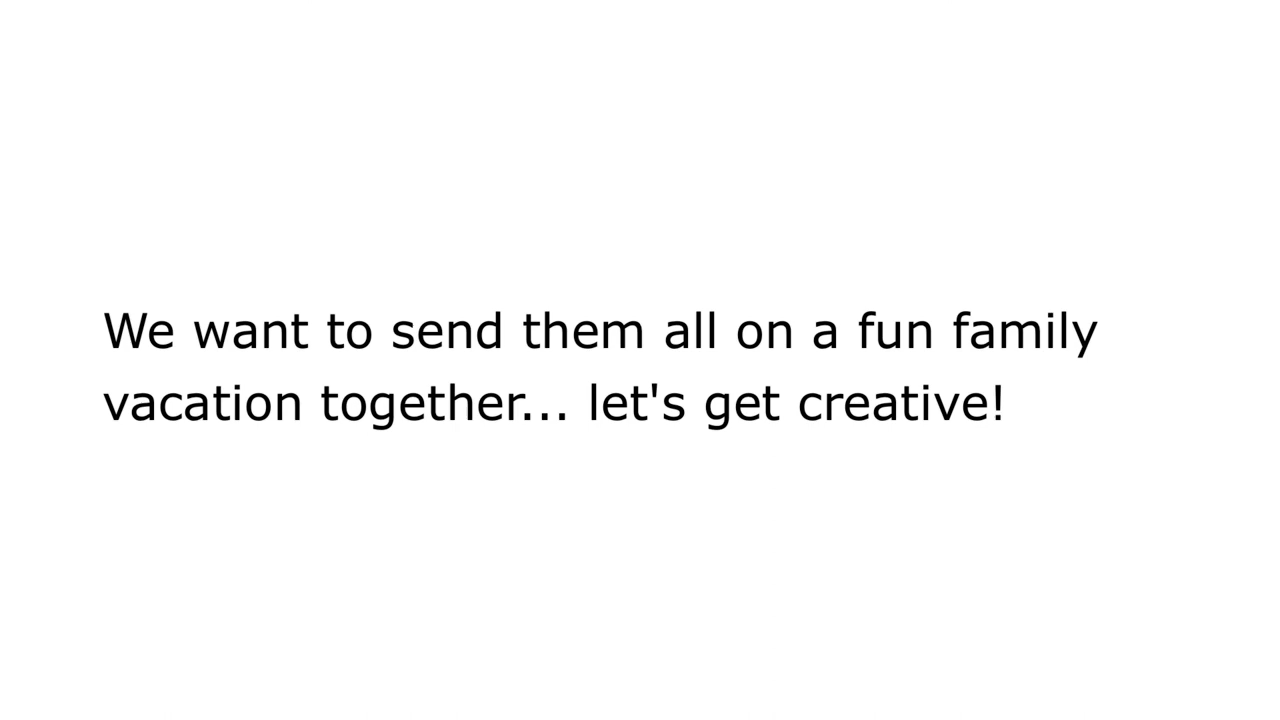 We want to send them all on a fun family
vacation together... let's get creative!